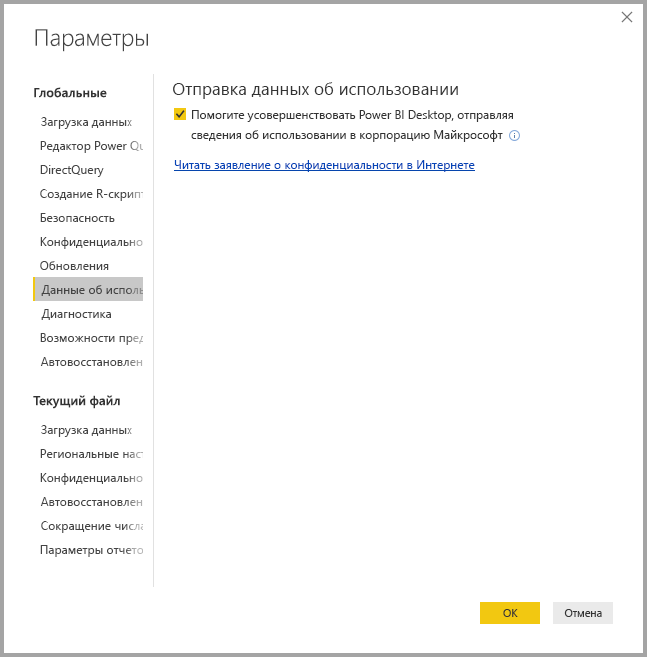 Параметры
Глобальные
Загрузка данных
Редактор Power Qu
DirectQuery
Создание R-скрипт
Безопасность
Конфиденциально
Обновления
Данные об исполь
Диагностика
Возможности пред
Автовосстановлен
Текущий файл
Загрузка данных
Региональные наст
Конфиденциально
Автовосстановлен
Сокращение числа
Параметры отчето
Отправка данных об использовании
Помогите усовершенствовать Power BI Desktop, отправляя
сведения об использовании в корпорацию Майкрософт
Читать заявление о конфиденциальности в Интернете
OK
Отмена